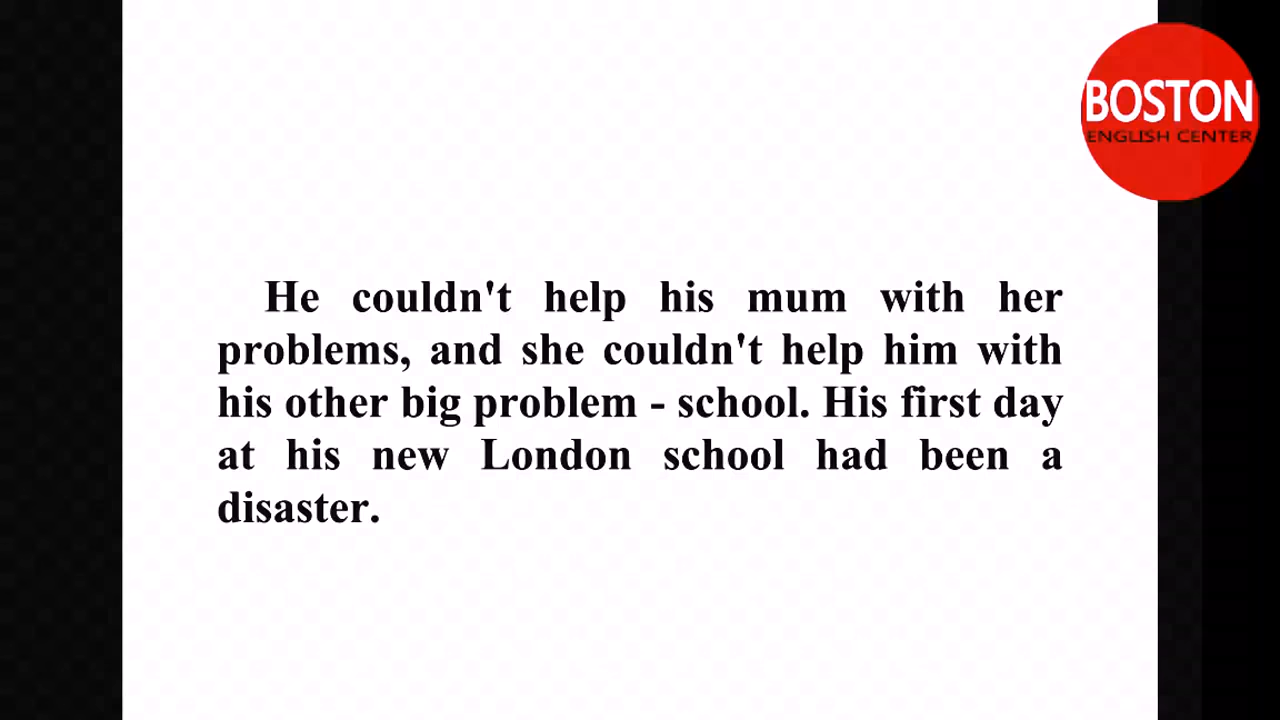 BOSTON
ENGLISH CENTER
He couldn't help his mum with her
problems, and she couldn't help him with
his other big problem - school. His first day
at his new London school had been a
disaster.